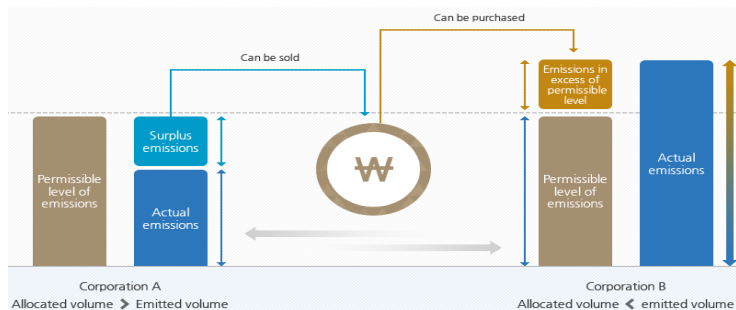 Can be purchased
Can be sold
Emissions in
excess of
permissible
level
Surplus
emissions
Permissible
level of
emissions
Actual
emissions
₩
Permissible
level of
emissions
Actual
emissions
Corporation A
Allocated volume > Emitted volume
Corporation B
Allocated volume < emitted volume